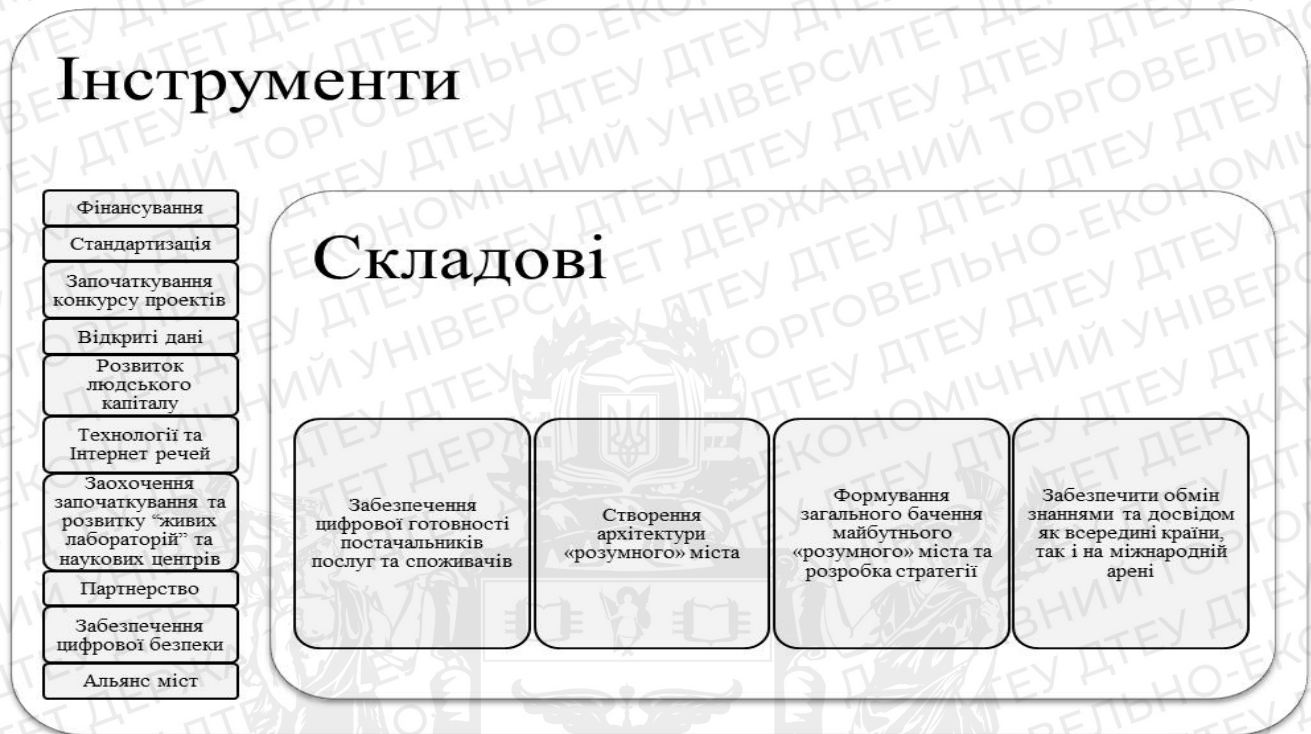 Інструменти
Фінансування
Стандартизація
Започаткування
конкурсу проектів
Відкриті дані
Розвиток
людського
капіталу
Технології та
Інтернет речей
Заохочення
започаткування та
розвитку “живих
лабораторій” та
наукових центрів
Партнерство
Забезпечення
цифрової безпеки
Альянс міст
Складові
Забезпечення
цифрової готовності
постачальників
послуг та споживачів
Створення
архітектури
«розумного» міста
Формування
загального бачення
майбутнього
«розумного» міста та
розробка стратегії
Забезпечити обмін
знаннями та досвідом
як всередині країни,
так і на міжнародній
арені